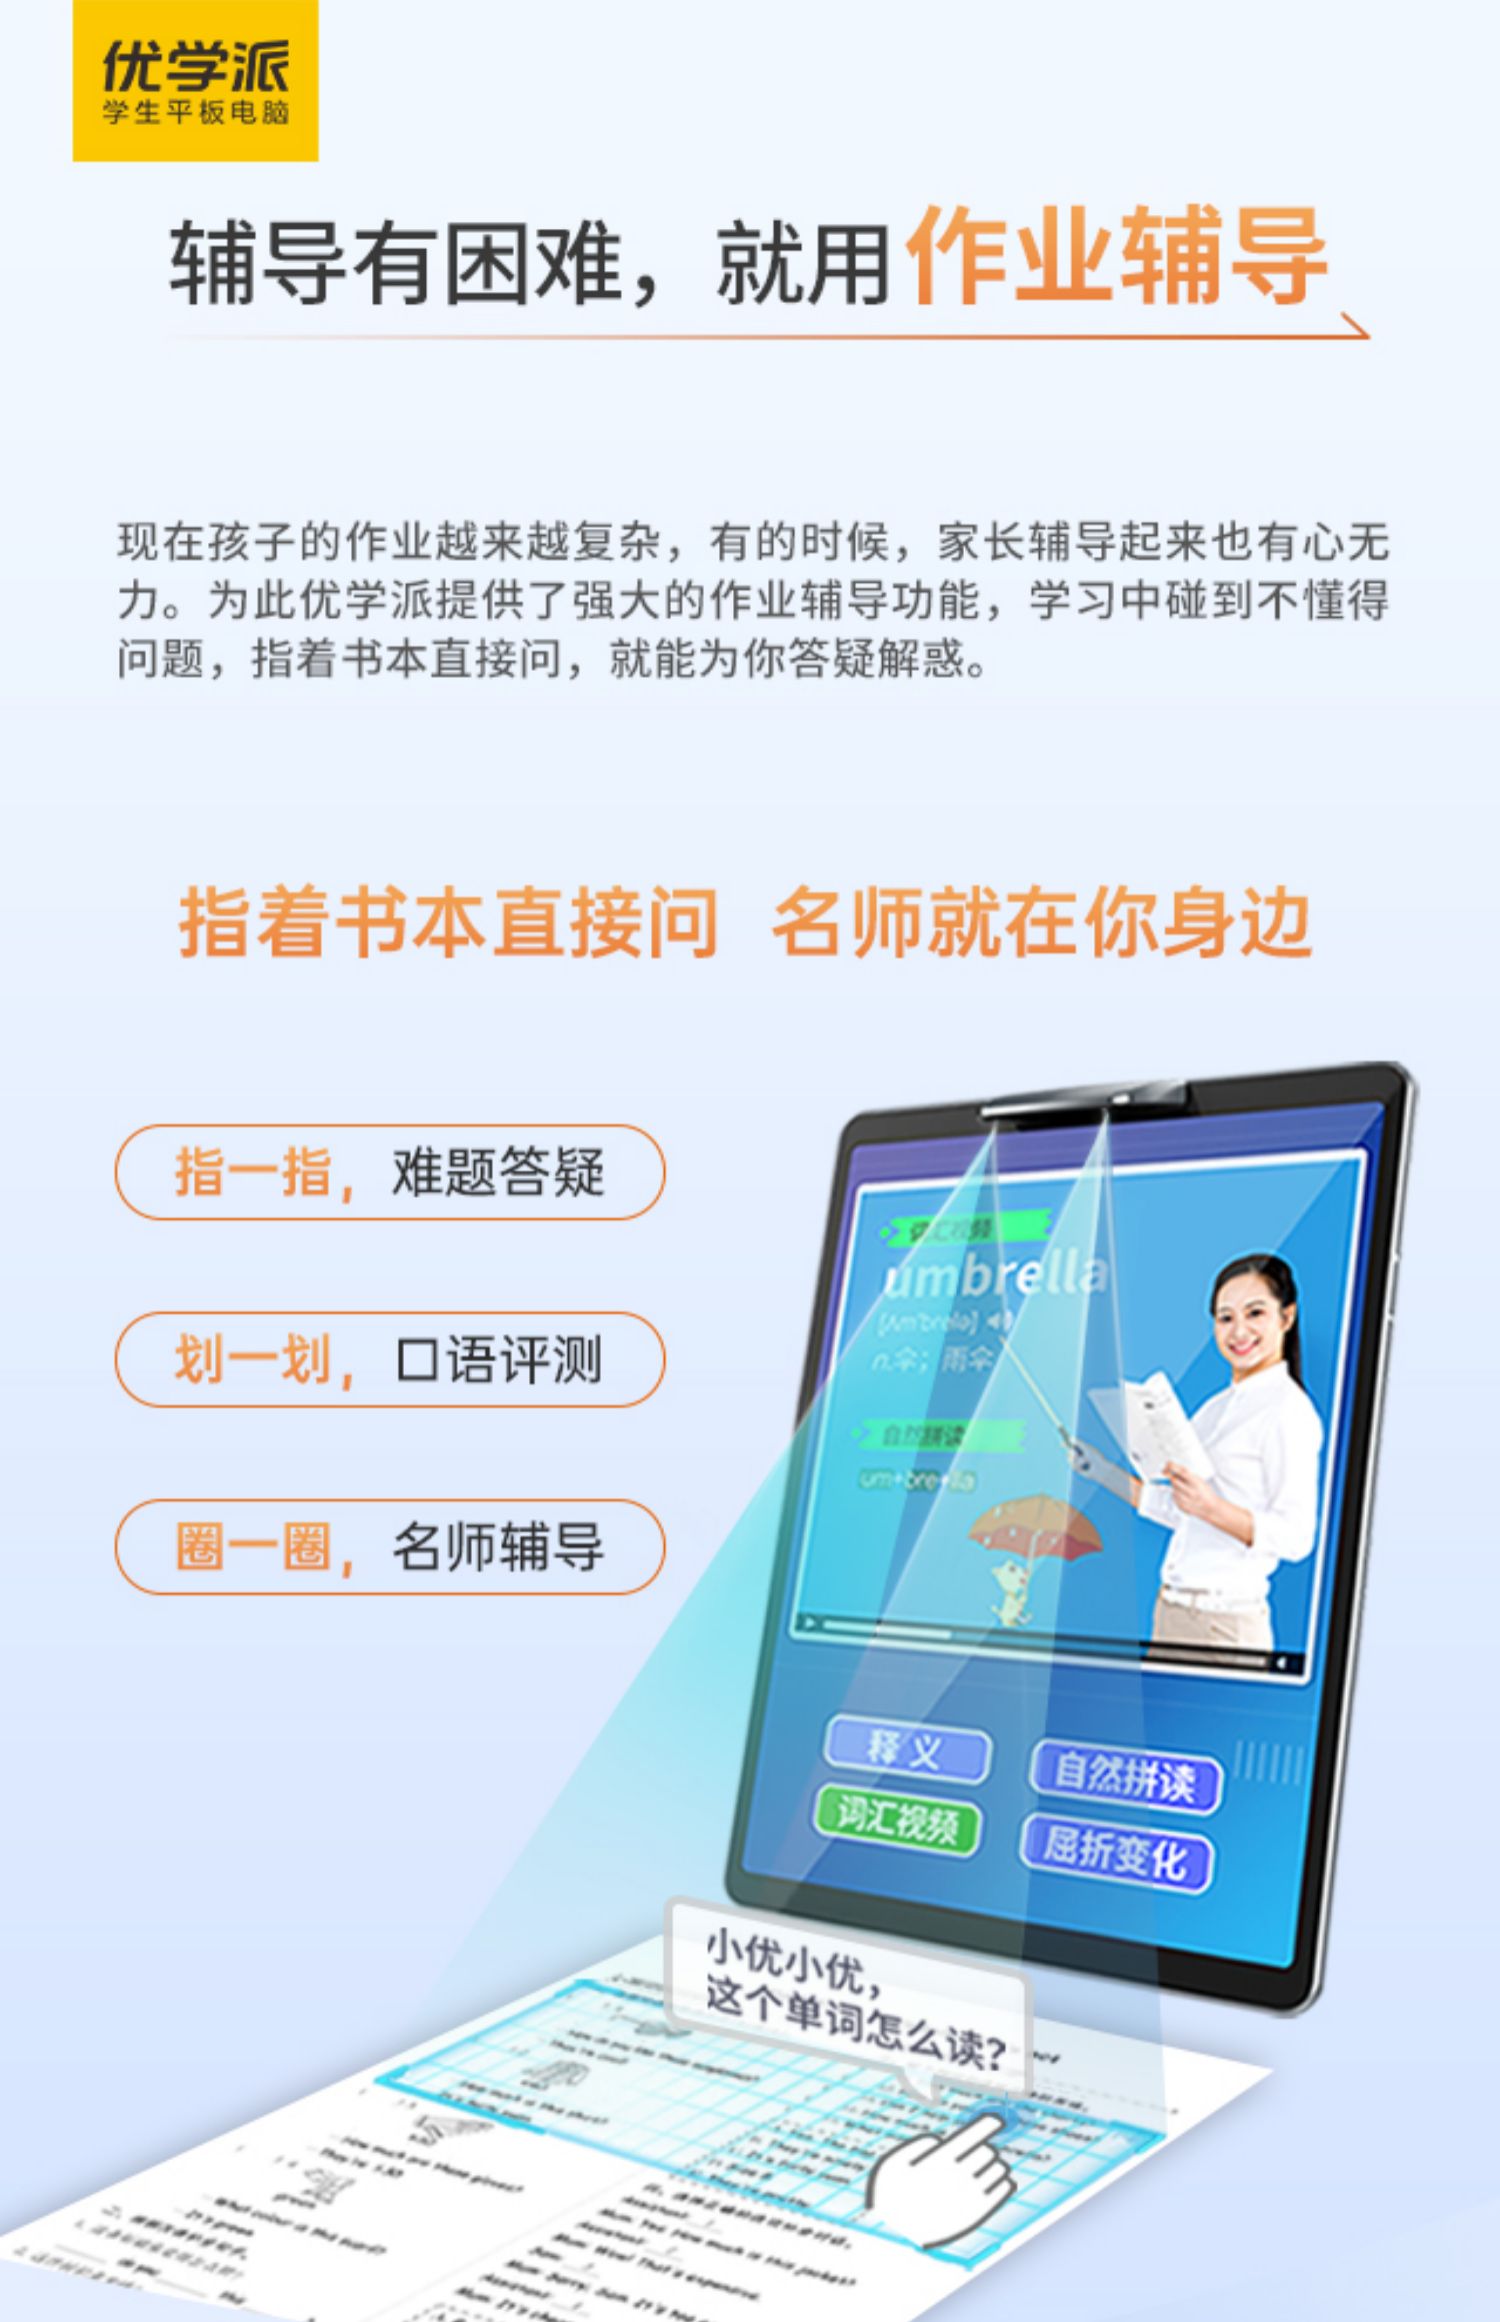 优学派
学生平板电脑
辅导有困难，就用作业辅导
现在孩子的作业越来越复杂，有的时候，家长辅导起来也有心无
力。为此优学派提供了强大的作业辅导功能，学习中碰到不懂得
问题，指着书本直接问，就能为你答疑解惑。
指着书本直接问 名师就在你身边
指一指，难题答疑
划一划，口语评测
圈一圈，名师辅导
词汇视频
umbrella
n.伞；雨伞
自然拼读
um+bre+lla
释义
自然拼读
词汇视频
屈折变化
小优小优，
这个单词怎么读？